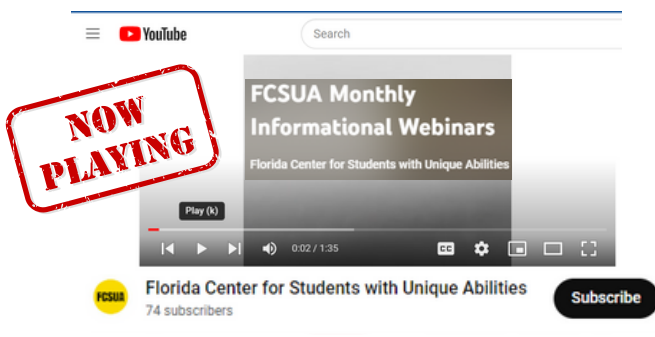 YouTube
Search
NOW
PLAYING
FCSUA Monthly
Informational Webinars
Florida Center for Students with Unique Abilities
Play (k)
0:02 / 1:35
CC
FCSUA
Florida Center for Students with Unique Abilities
74 subscribers
Subscribe